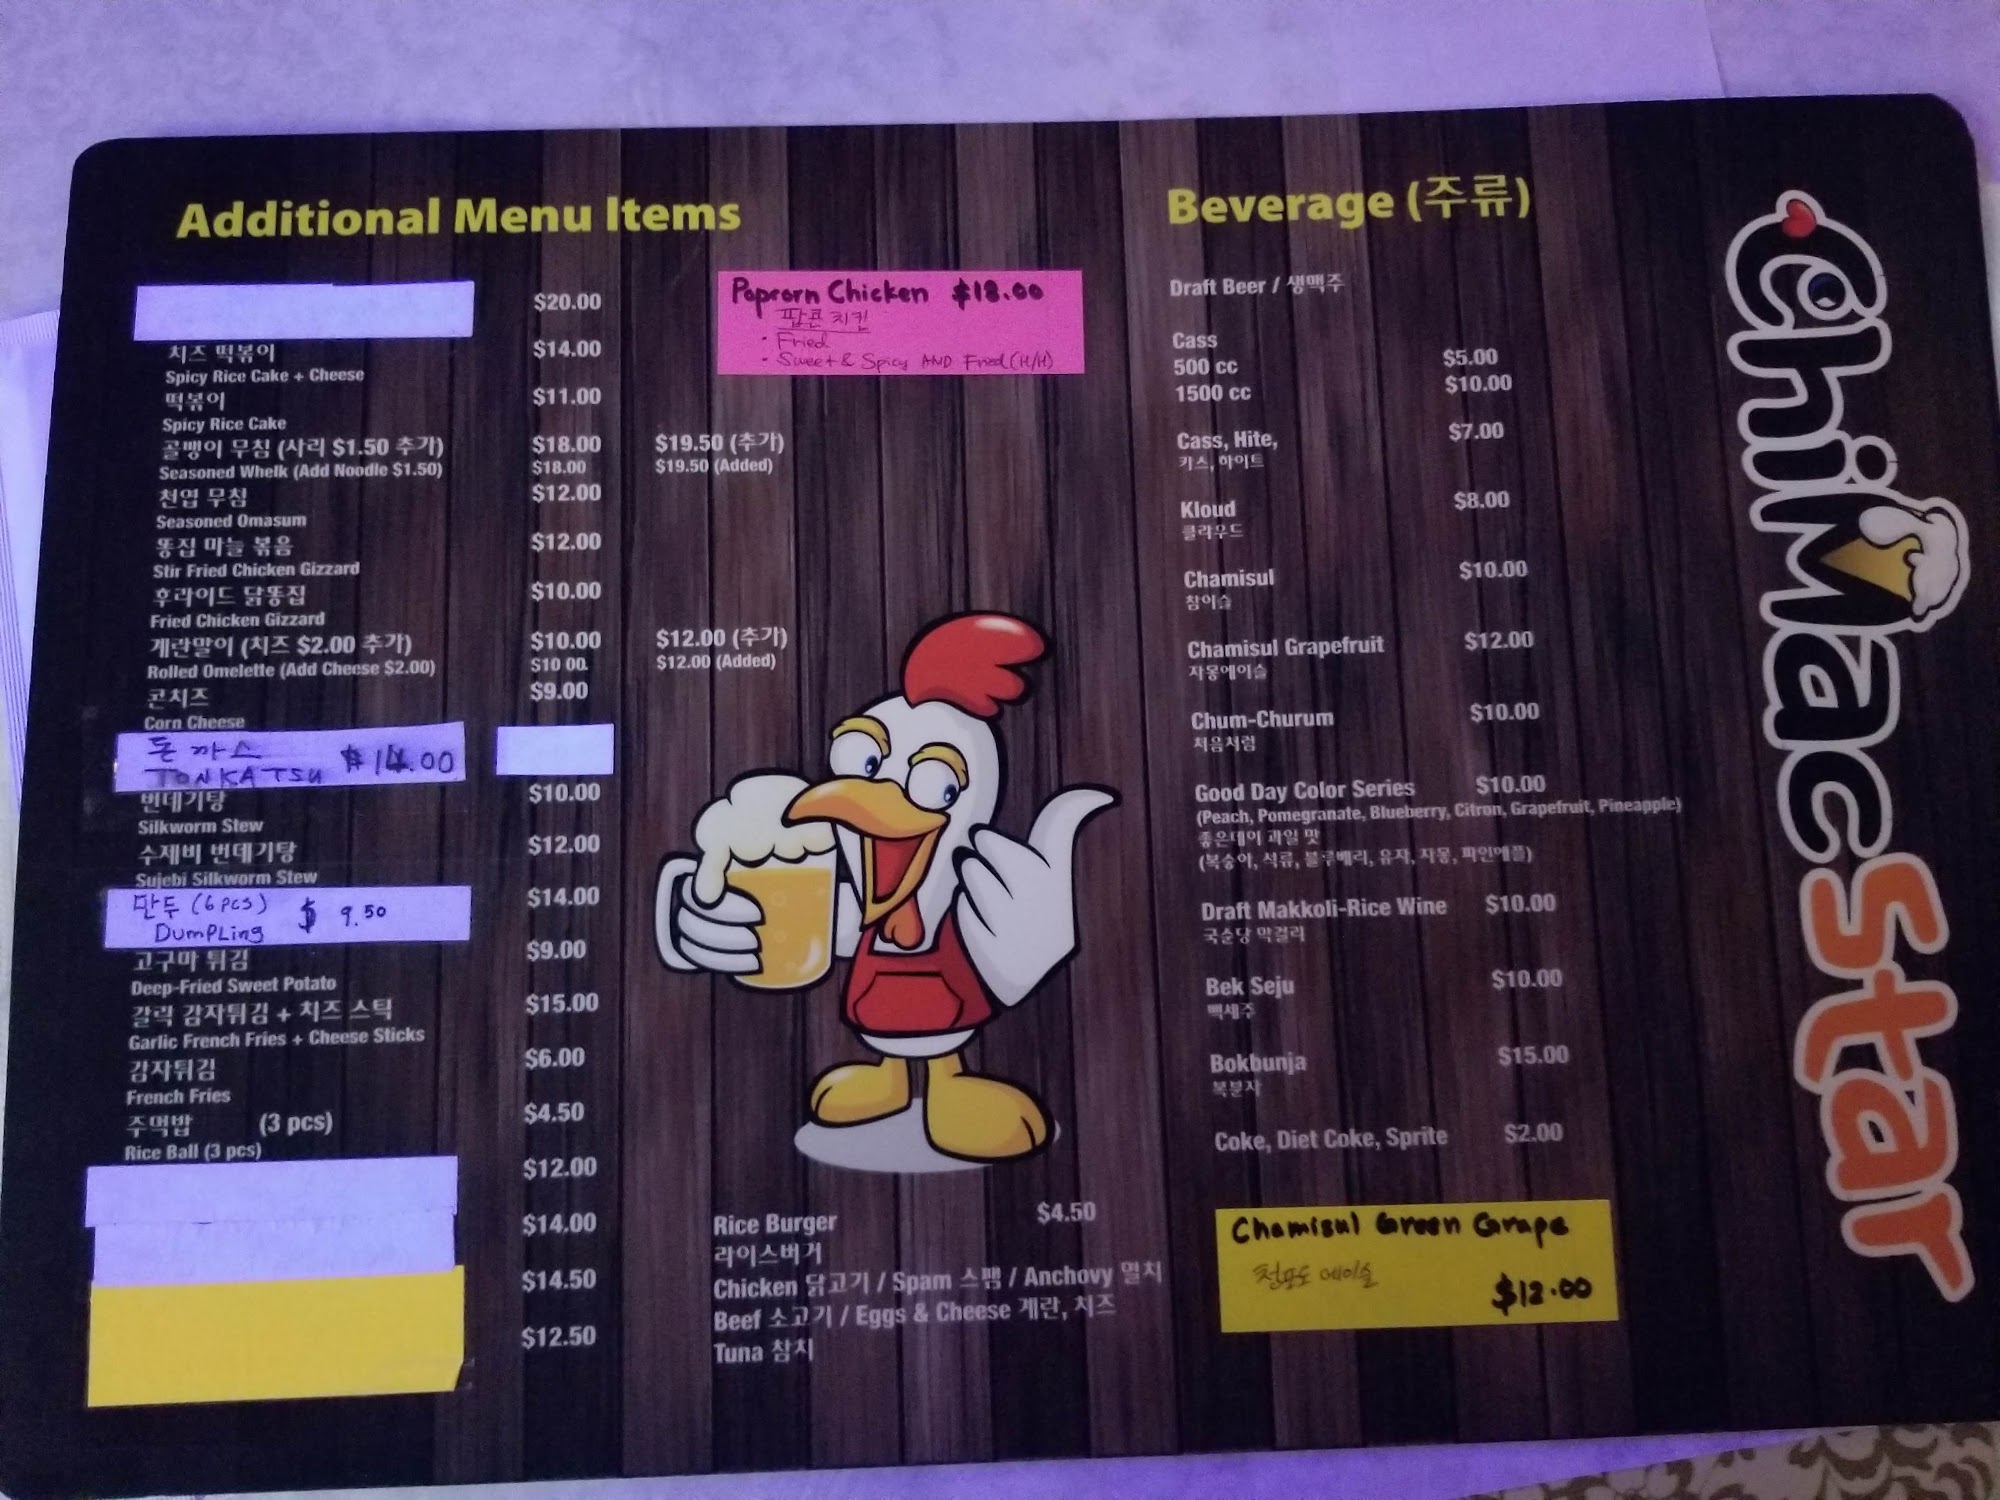 Additional Menu Items
$20.00
치즈 떡볶이 $14.00
Spicy Rice Cake + Cheese
떡볶이 $11.00
Spicy Rice Cake
골뱅이 무침 (사리 $1.50 추가) $18.00 $19.50 (추가)
Seasoned Whelk (Add Noodle $1.50) $18.00 $19.50 (Added)
천엽 무침 $12.00
Seasoned Omasum
똥집 마늘 볶음 $12.00
Stir Fried Chicken Gizzard
후라이드 닭똥집 $10.00
Fried Chicken Gizzard
계란말이 (치즈 $2.00 추가) $10.00 $12.00 (추가)
Rolled Omelette (Add Cheese $2.00) $10 00 $12.00 (Added)
콘치즈 $9.00
Corn Cheese
돈까스
TONKATSU $14.00
번데기탕 $10.00
Silkworm Stew
수제비 번데기탕 $12.00
Sujebi Silkworm Stew
만두 (6pcs) $ 9.50 $14.00
DumpLing
고구마 튀김 $9.00
Deep-Fried Sweet Potato
갈릭 감자튀김 + 치즈 스틱 $15.00
Garlic French Fries + Cheese Sticks
감자튀김 $6.00
French Fries
주먹밥 (3 pcs) $4.50
Rice Ball (3 pcs)
$12.00
$14.00
$14.50
$12.50
Popcorn Chicken $18.00
팝콘 치킨
· Fried
· Sweet & Spicy AND Fried (H/H)
Rice Burger $4.50
라이스버거
Chicken 닭고기 / Spam 스팸 / Anchovy 멸치
Beef 소고기 / Eggs & Cheese 계란, 치즈
Tuna 참치
Beverage (주류)
Draft Beer / 생맥주
Cass
500 cc $5.00
1500 cc $10.00
Cass, Hite, $7.00
카스, 하이트
Kloud $8.00
클라우드
Chamisul $10.00
참이슬
Chamisul Grapefruit $12.00
자몽에이슬
Chum-Churum $10.00
처음처럼
Good Day Color Series $10.00
(Peach, Pomegranate, Blueberry, Citron, Grapefruit, Pineapple)
좋은데이 과일 맛
(복숭아, 석류, 블루베리, 유자, 자몽, 파인애플)
Draft Makkoli-Rice Wine $10.00
국순당 막걸리
Bek Seju $10.00
백세주
Bokbunja $15.00
복분자
Coke, Diet Coke, Sprite $2.00
Chamisul Green Grape
청포도 에이슬
$12.00
ChiMacStar